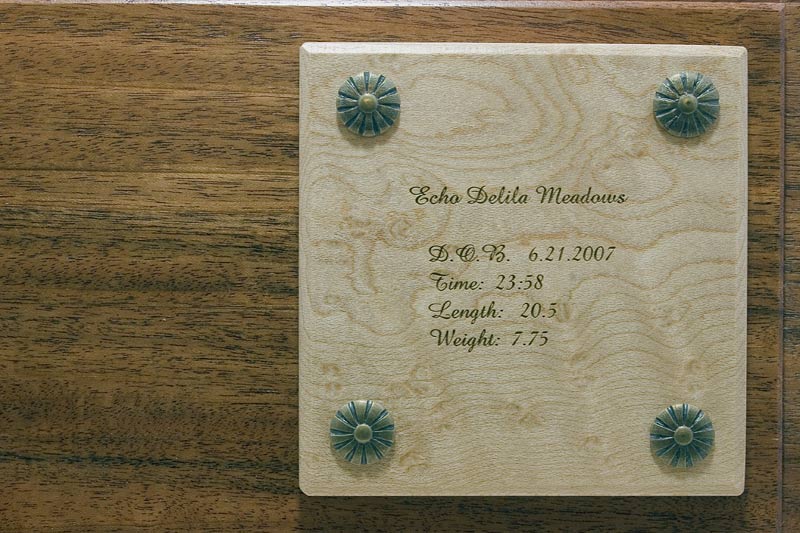 Echo Delila Meadows
D.O.B. 6.21.2007
Time: 23:58
Length: 20.5
Weight: 7.75